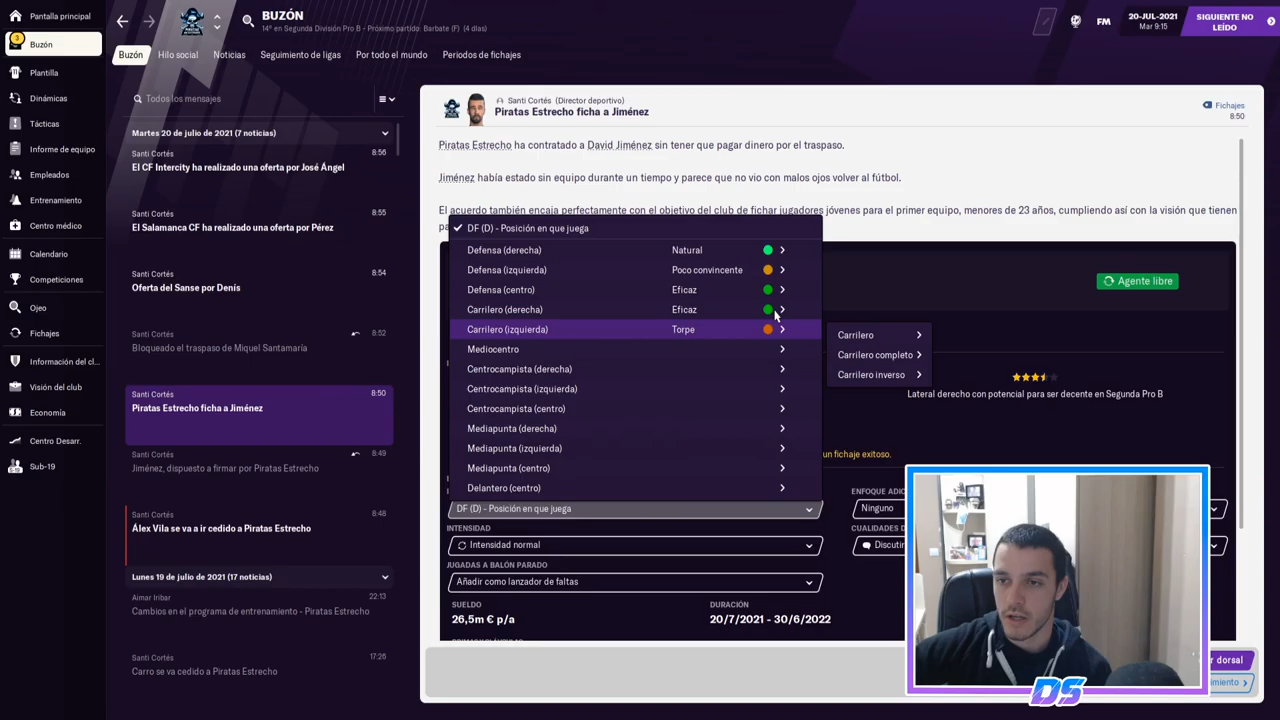 Pantalla principal
3
Buzón
Plantilla
Dinámicas
Tácticas
Informe de equipo
Empleados
Entrenamiento
Centro médico
Calendario
Competiciones
Ojeo
Fichajes
Información del cl...
Visión del club
Economía
Centro Desarr.
Sub-19
BUZÓN
14º en Segunda División Pro B - Próximo partido: Barbate (F) (4 días)
FM
20-JUL-2021
Mar 9:15
SIGUIENTE NO
LEÍDO
Buzón
Hilo social
Noticias
Seguimiento de ligas
Por todo el mundo
Periodos de fichajes
Todos los mensajes
Martes 20 de julio de 2021 (7 noticias)
Santi Cortés 8:56
El CF Intercity ha realizado una oferta por José Ángel
Santi Cortés 8:55
El Salamanca CF ha realizado una oferta por Pérez
Santi Cortés 8:54
Oferta del Sanse por Denís
Santi Cortés 8:52
Bloqueado el traspaso de Miquel Santamaría
Santi Cortés 8:50
Piratas Estrecho ficha a Jiménez
Santi Cortés 8:49
Jiménez, dispuesto a firmar por Piratas Estrecho
Santi Cortés 8:48
Álex Vila se va a ir cedido a Piratas Estrecho
Lunes 19 de julio de 2021 (17 noticias)
Aimar Iribar 22:13
Cambios en el programa de entrenamiento - Piratas Estrecho
Santi Cortés 17:26
Carro se va cedido a Piratas Estrecho
Santi Cortés (Director deportivo)
Piratas Estrecho ficha a Jiménez
Fichajes
8:50
Piratas Estrecho ha contratado a David Jiménez sin tener que pagar dinero por el traspaso.
Jiménez había estado sin equipo durante un tiempo y parece que no vio con malos ojos volver al fútbol.
El acuerdo también encaja perfectamente con el objetivo del club de fichar jugadores jóvenes para el primer equipo, menores de 23 años, cumpliendo así con la visión que tienen
DF (D) - Posición en que juega
Defensa (derecha) Natural
Defensa (izquierda) Poco convincente
Defensa (centro) Eficaz
Carrilero (derecha) Eficaz
Carrilero (izquierda) Torpe
Mediocentro
Centrocampista (derecha)
Centrocampista (izquierda)
Centrocampista (centro)
Mediapunta (derecha)
Mediapunta (izquierda)
Mediapunta (centro)
Delantero (centro)
Carrilero
Carrilero completo
Carrilero inverso
Agente libre
Lateral derecho con potencial para ser decente en Segunda Pro B
un fichaje exitoso.
DF (D) - Posición en que juega
ENFOQUE ADIC
Ninguno
INTENSIDAD
Intensidad normal
CUALIDADES D
Discutir
JUGADAS A BALÓN PARADO
Añadir como lanzador de faltas
SUELDO
26,5m € p/a
DURACIÓN
20/7/2021 - 30/6/2022
r dorsal
imiento
DS